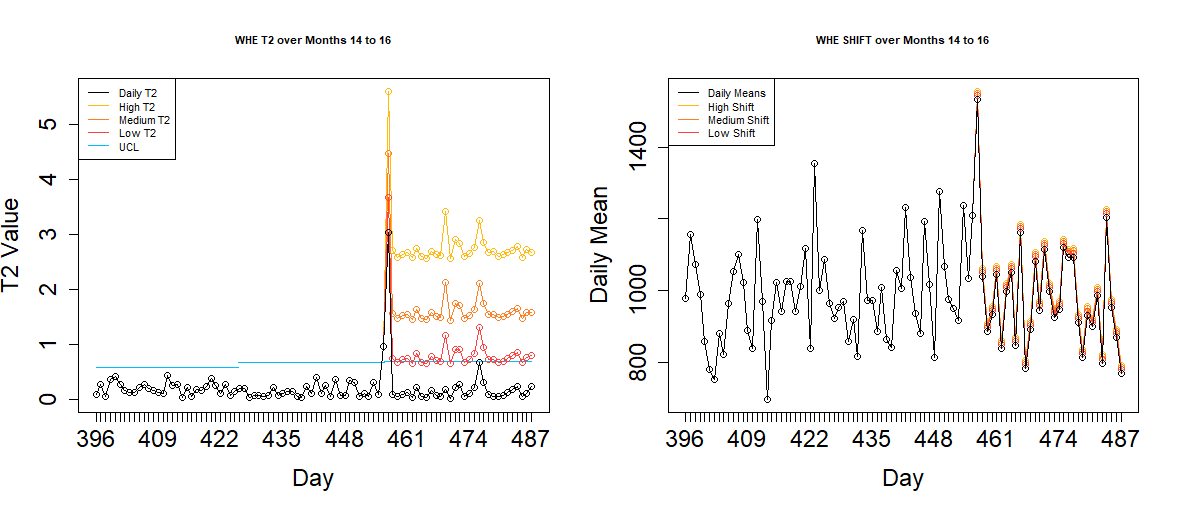 WHE T2 over Months 14 to 16
Daily T2
High T2
Medium T2
Low T2
UCL
T2 Value
0
1
2
3
4
5
396
409
422
435
448
461
474
487
Day
WHE SHIFT over Months 14 to 16
Daily Means
High Shift
Medium Shift
Low Shift
Daily Mean
800
1000
1400
396
409
422
435
448
461
474
487
Day